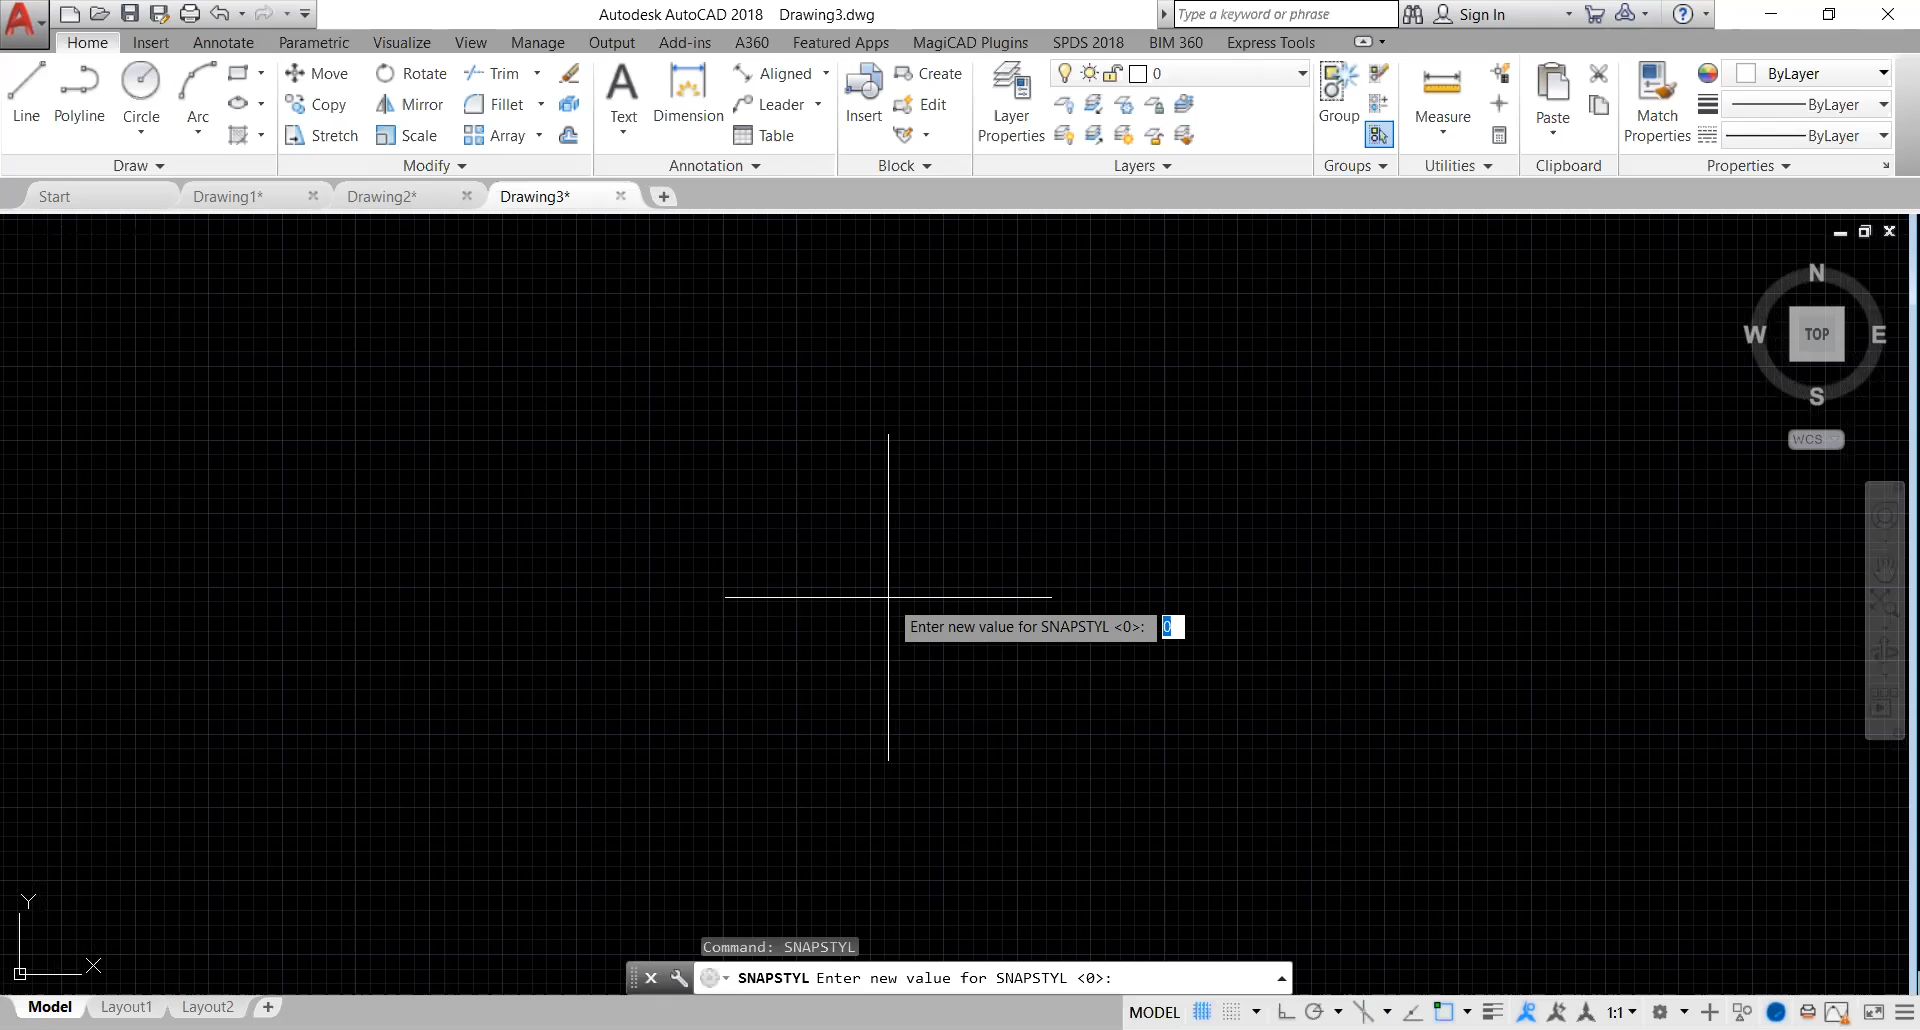 Autodesk AutoCAD 2018 Drawing3.dwg
Type a keyword or phrase
Sign In
Home Insert Annotate Parametric Visualize View Manage Output Add-ins A360 Featured Apps MagiCAD Plugins SPDS 2018 BIM 360 Express Tools
Line
Polyline
Circle
Arc
Draw
Move
Rotate
Trim
Copy
Mirror
Fillet
Stretch
Scale
Array
Modify
Text
Dimension
Aligned
Leader
Table
Annotation
Insert
Create
Edit
Block
Layer
Properties
0
Layers
Group
Groups
Measure
Utilities
Paste
Clipboard
Match
Properties
ByLayer
ByLayer
ByLayer
Properties
Start Drawing1* Drawing2* Drawing3*
N
W TOP E
S
WCS
Enter new value for SNAPSTYL <0>: 0
Y
X
Command: SNAPSTYL
SNAPSTYL Enter new value for SNAPSTYL <0>:
Model Layout1 Layout2
MODEL 1:1